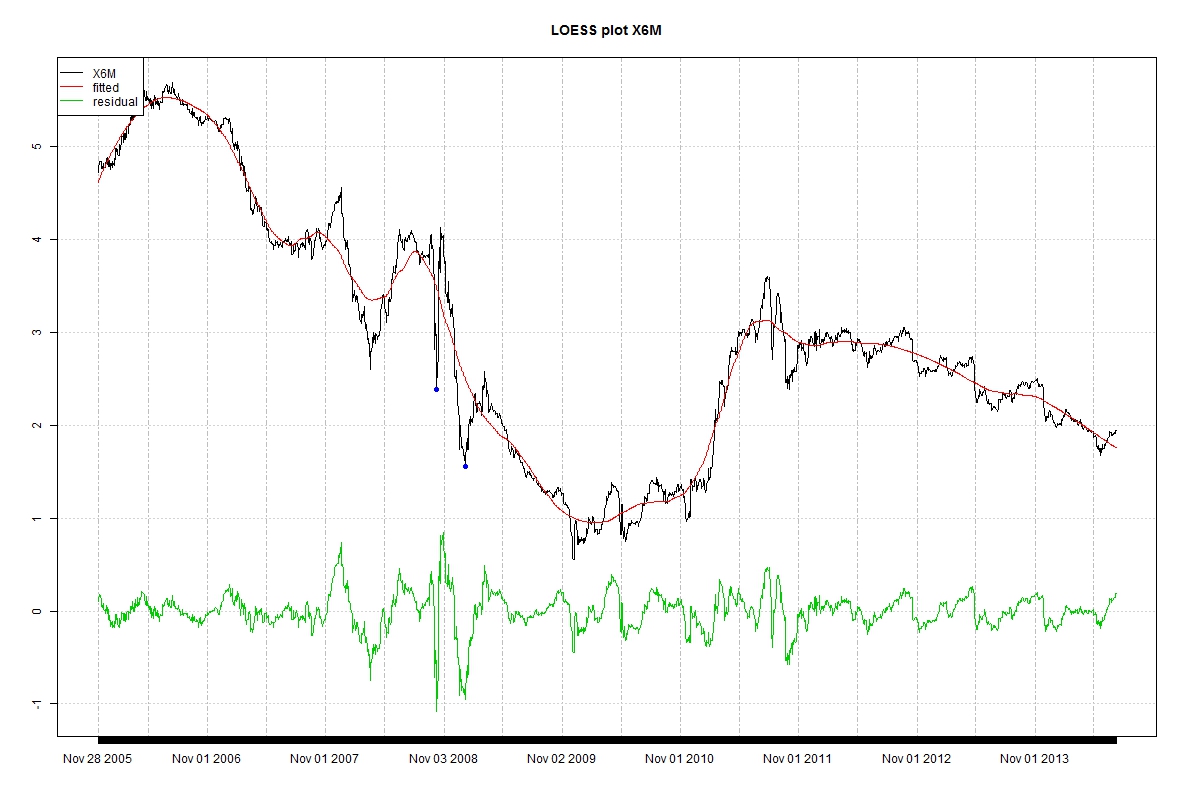 LOESS plot X6M
X6M
fitted
residual
5
4
3
2
1
0
-1
Nov 28 2005
Nov 01 2006
Nov 01 2007
Nov 03 2008
Nov 02 2009
Nov 01 2010
Nov 01 2011
Nov 01 2012
Nov 01 2013